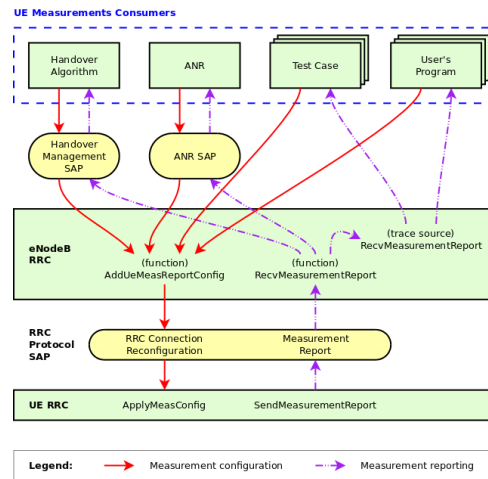 UE Measurements Consumers
Handover
Algorithm
ANR
Test Case
User's
Program
Handover
Management
SAP
ANR SAP
(trace source)
RecvMeasurementReport
eNodeB
RRC
(function)
AddUeMeasReportConfig
(function)
RecvMeasurementReport
RRC
Protocol
SAP
RRC Connection
Reconfiguration
Measurement
Report
UE RRC
ApplyMeasConfig
SendMeasurementReport
Legend:
Measurement configuration
Measurement reporting